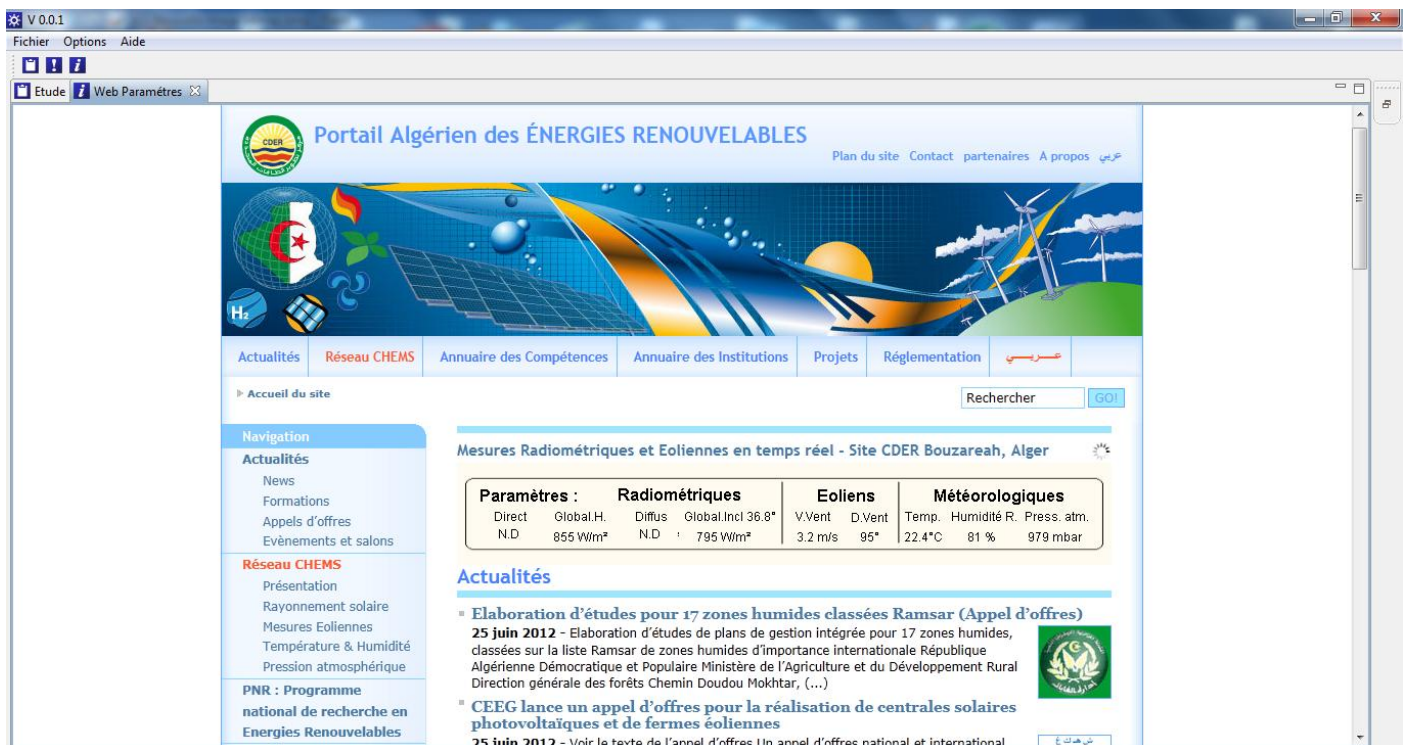 V 0.0.1
Fichier Options Aide
Etude Web Paramétres
CDER
Portail Algérien des ÉNERGIES RENOUVELABLES
Plan du site Contact partenaires A propos عربي
H₂
Actualités Réseau CHEMS Annuaire des Compétences Annuaire des Institutions Projets Réglementation عــربــي
Accueil du site
Rechercher GO!
Navigation
Actualités
News
Formations
Appels d'offres
Evènements et salons
Réseau CHEMS
Présentation
Rayonnement solaire
Mesures Eoliennes
Température & Humidité
Pression atmosphérique
PNR : Programme
national de recherche en
Energies Renouvelables
Mesures Radiométriques et Eoliennes en temps réel - Site CDER Bouzareah, Alger
Paramètres : Radiométriques Eoliens Météorologiques
Direct Global.H. Diffus Global.Incl 36.8° V.Vent D.Vent Temp. Humidité R. Press. atm.
N.D 855 W/m² N.D 795 W/m² 3.2 m/s 95° 22.4°C 81 % 979 mbar
Actualités
Elaboration d'études pour 17 zones humides classées Ramsar (Appel d'offres)
25 juin 2012 - Elaboration d'études de plans de gestion intégrée pour 17 zones humides,
classées sur la liste Ramsar de zones humides d'importance internationale République
Algérienne Démocratique et Populaire Ministère de l'Agriculture et du Développement Rural
Direction générale des forêts Chemin Doudou Mokhtar, (...)
CEEG lance un appel d'offres pour la réalisation de centrales solaires
photovoltaïques et de fermes éoliennes
25 juin 2012 - Voir le texte de l'appel d'offres Un appel d'offres national et international